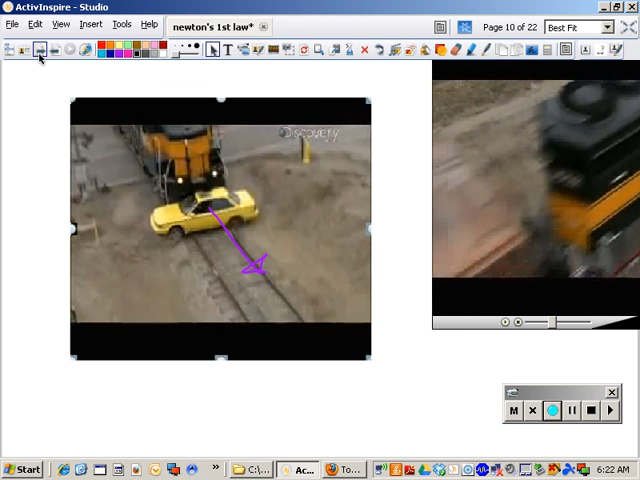 ActivInspire - Studio
File Edit View Insert Tools Help
newton's 1st law*
Page 10 of 22
Best Fit
Discovery
M
Start
C:\...
Ac...
To...
6:22 AM